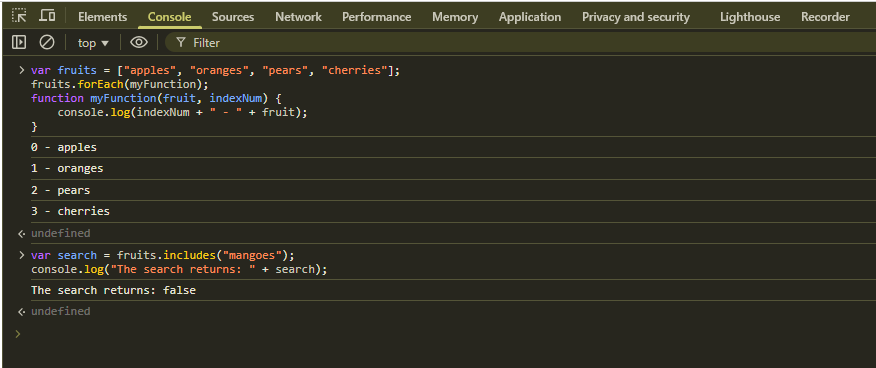 Elements Console Sources Network Performance Memory Application Privacy and security Lighthouse Recorder
top Filter
var fruits = ["apples", "oranges", "pears", "cherries"];
fruits.forEach(myFunction);
function myFunction(fruit, indexNum) {
    console.log(indexNum + " - " + fruit);
}
0 - apples
1 - oranges
2 - pears
3 - cherries
undefined
var search = fruits.includes("mangoes");
console.log("The search returns: " + search);
The search returns: false
undefined